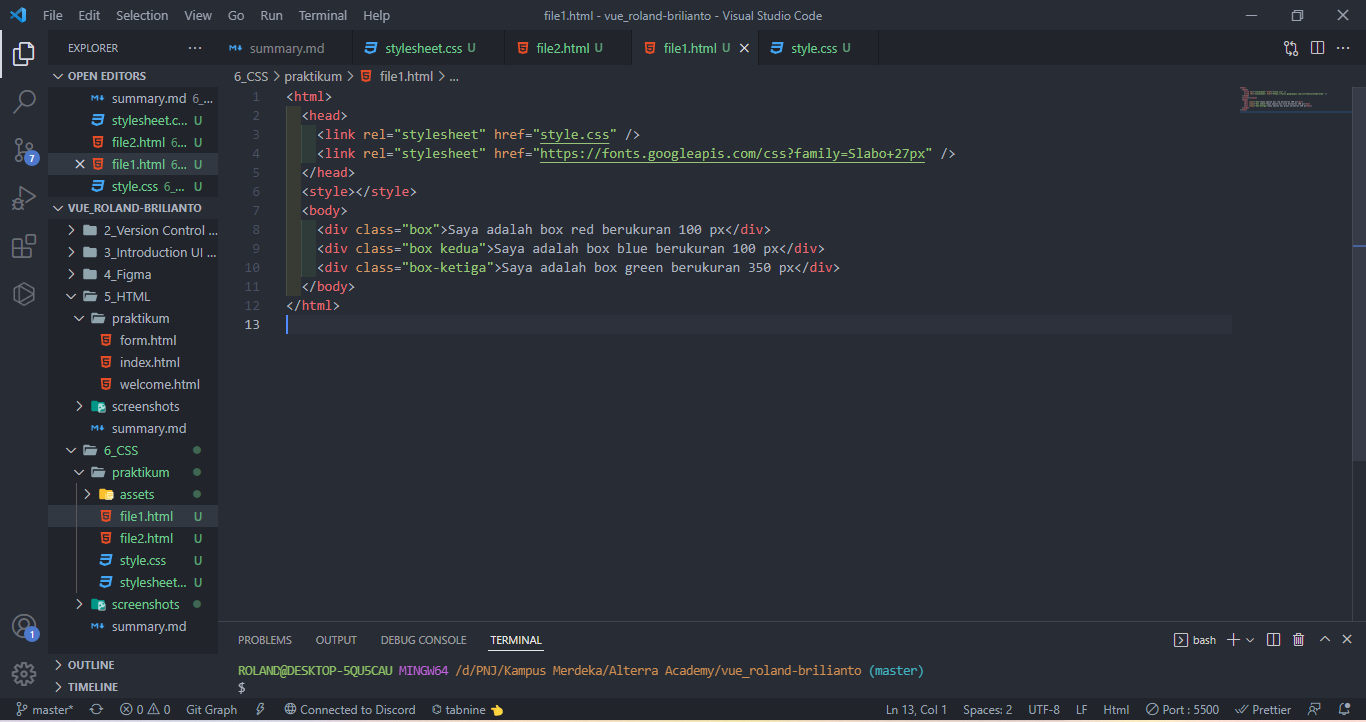 File Edit Selection View Go Run Terminal Help
file1.html - vue_roland-brilianto - Visual Studio Code
EXPLORER
OPEN EDITORS
summary.md 6_...
stylesheet.c... U
file2.html 6... U
file1.html 6... U
style.css 6_... U
VUE_ROLAND-BRILIANTO
2_Version Control ...
3_Introduction UI ...
4_Figma
5_HTML
praktikum
form.html
index.html
welcome.html
screenshots
summary.md
6_CSS
praktikum
assets
file1.html U
file2.html U
style.css U
stylesheet... U
screenshots
summary.md
OUTLINE
TIMELINE
7
1
summary.md stylesheet.css U file2.html U file1.html U style.css U
6_CSS > praktikum > file1.html > ...
1 <html>
2 <head>
3 <link rel="stylesheet" href="style.css" />
4 <link rel="stylesheet" href="https://fonts.googleapis.com/css?family=Slabo+27px" />
5 </head>
6 <style></style>
7 <body>
8 <div class="box">Saya adalah box red berukuran 100 px</div>
9 <div class="box kedua">Saya adalah box blue berukuran 100 px</div>
10 <div class="box-ketiga">Saya adalah box green berukuran 350 px</div>
11 </body>
12 </html>
13
PROBLEMS OUTPUT DEBUG CONSOLE TERMINAL
bash
ROLAND@DESKTOP-5QU5CAU MINGW64 /d/PNJ/Kampus Merdeka/Alterra Academy/vue_roland-brilianto (master)
$
master* 0 0 Git Graph Connected to Discord tabnine Ln 13, Col 1 Spaces: 2 UTF-8 LF Html Port : 5500 Prettier